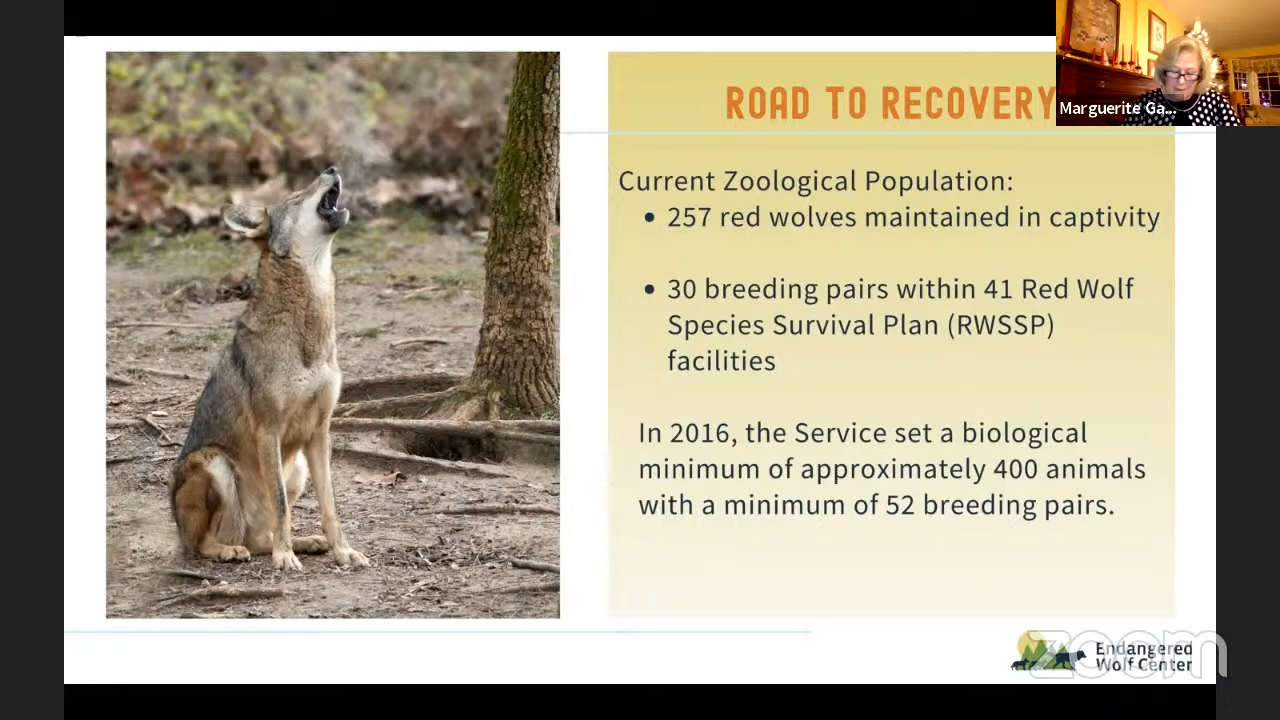 ROAD TO RECOVERY
Marguerite Ga...
Current Zoological Population:
• 257 red wolves maintained in captivity
• 30 breeding pairs within 41 Red Wolf
Species Survival Plan (RWSSP)
facilities
In 2016, the Service set a biological
minimum of approximately 400 animals
with a minimum of 52 breeding pairs.
Endangered
Wolf Center
zoom